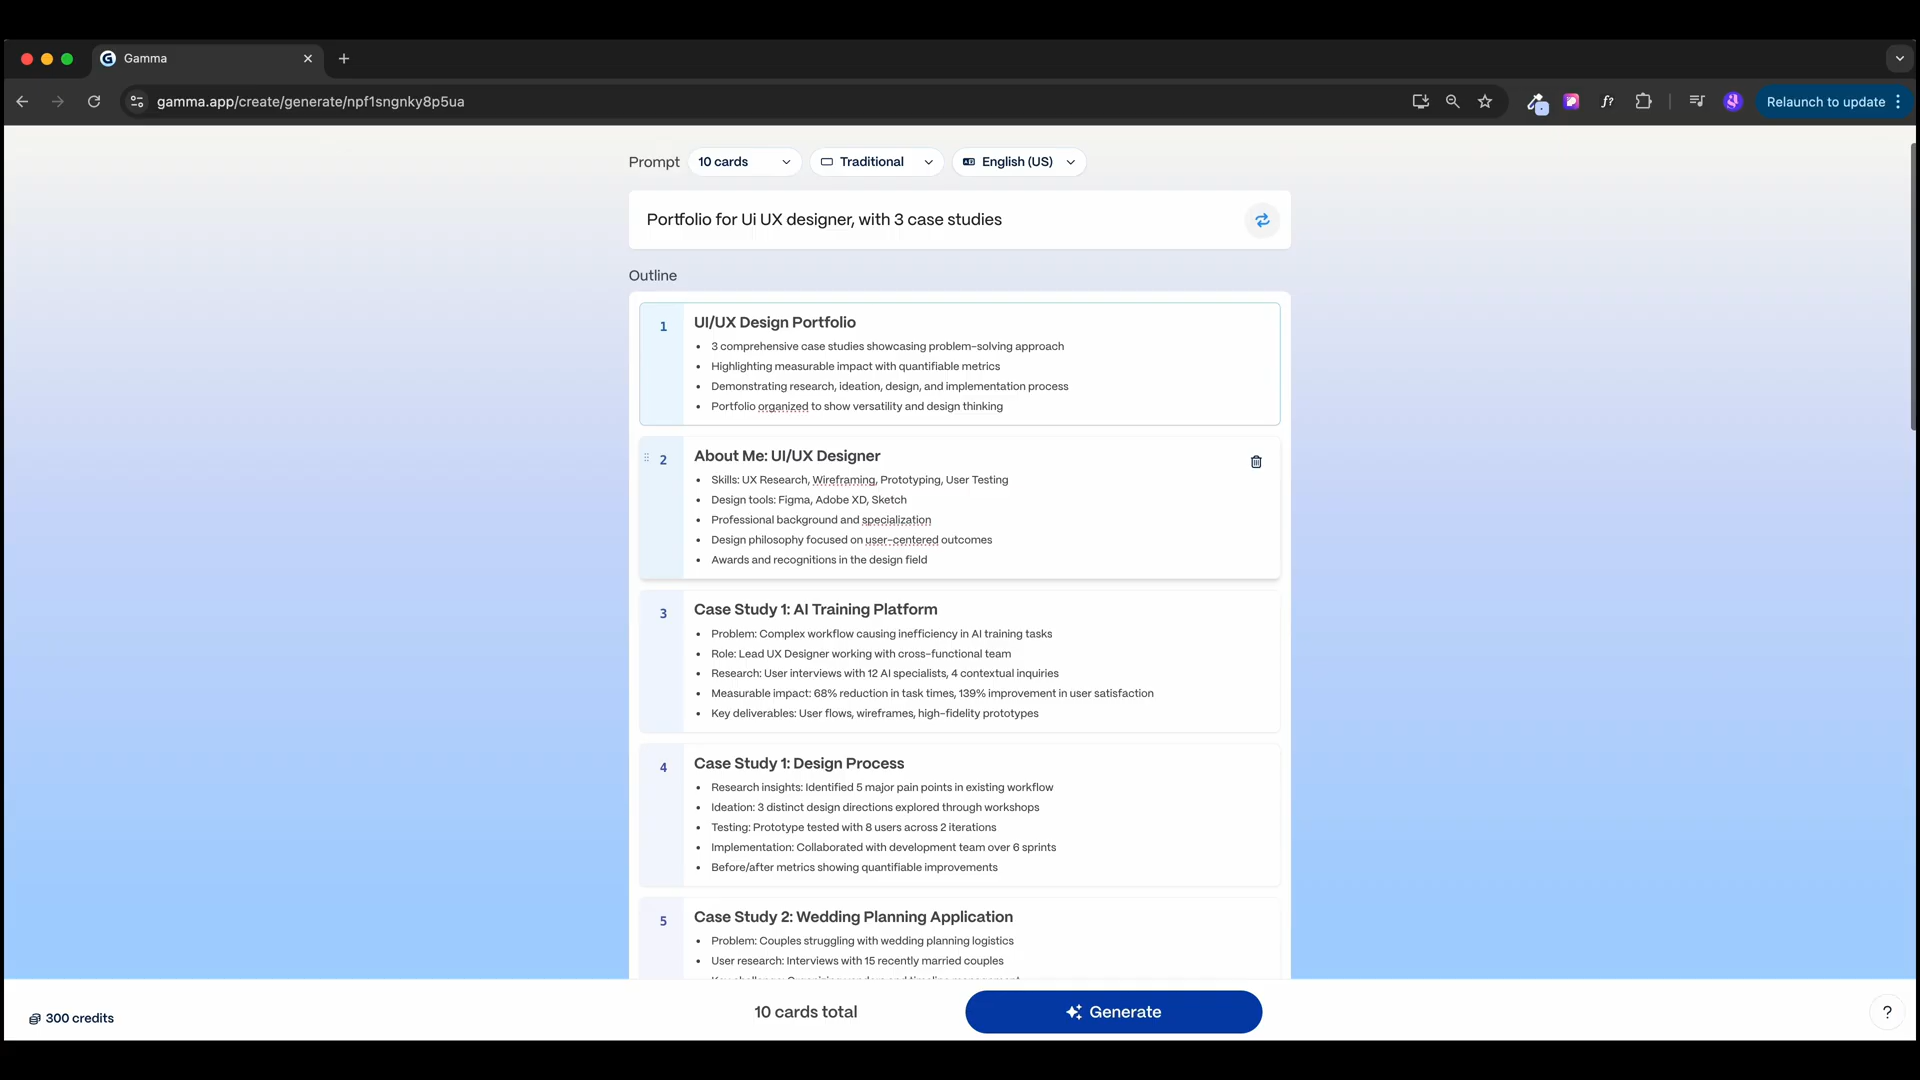 Gamma
gamma.app/create/generate/npf1sngnky8p5ua
f?
Relaunch to update
Prompt
10 cards
Traditional
English (US)
Portfolio for Ui UX designer, with 3 case studies
Outline
1
UI/UX Design Portfolio
• 3 comprehensive case studies showcasing problem-solving approach
• Highlighting measurable impact with quantifiable metrics
• Demonstrating research, ideation, design, and implementation process
• Portfolio organized to show versatility and design thinking
2
About Me: UI/UX Designer
• Skills: UX Research, Wireframing, Prototyping, User Testing
• Design tools: Figma, Adobe XD, Sketch
• Professional background and specialization
• Design philosophy focused on user-centered outcomes
• Awards and recognitions in the design field
3
Case Study 1: AI Training Platform
• Problem: Complex workflow causing inefficiency in AI training tasks
• Role: Lead UX Designer working with cross-functional team
• Research: User interviews with 12 AI specialists, 4 contextual inquiries
• Measurable impact: 68% reduction in task times, 139% improvement in user satisfaction
• Key deliverables: User flows, wireframes, high-fidelity prototypes
4
Case Study 1: Design Process
• Research insights: Identified 5 major pain points in existing workflow
• Ideation: 3 distinct design directions explored through workshops
• Testing: Prototype tested with 8 users across 2 iterations
• Implementation: Collaborated with development team over 6 sprints
• Before/after metrics showing quantifiable improvements
5
Case Study 2: Wedding Planning Application
• Problem: Couples struggling with wedding planning logistics
• User research: Interviews with 15 recently married couples
300 credits
10 cards total
Generate
?